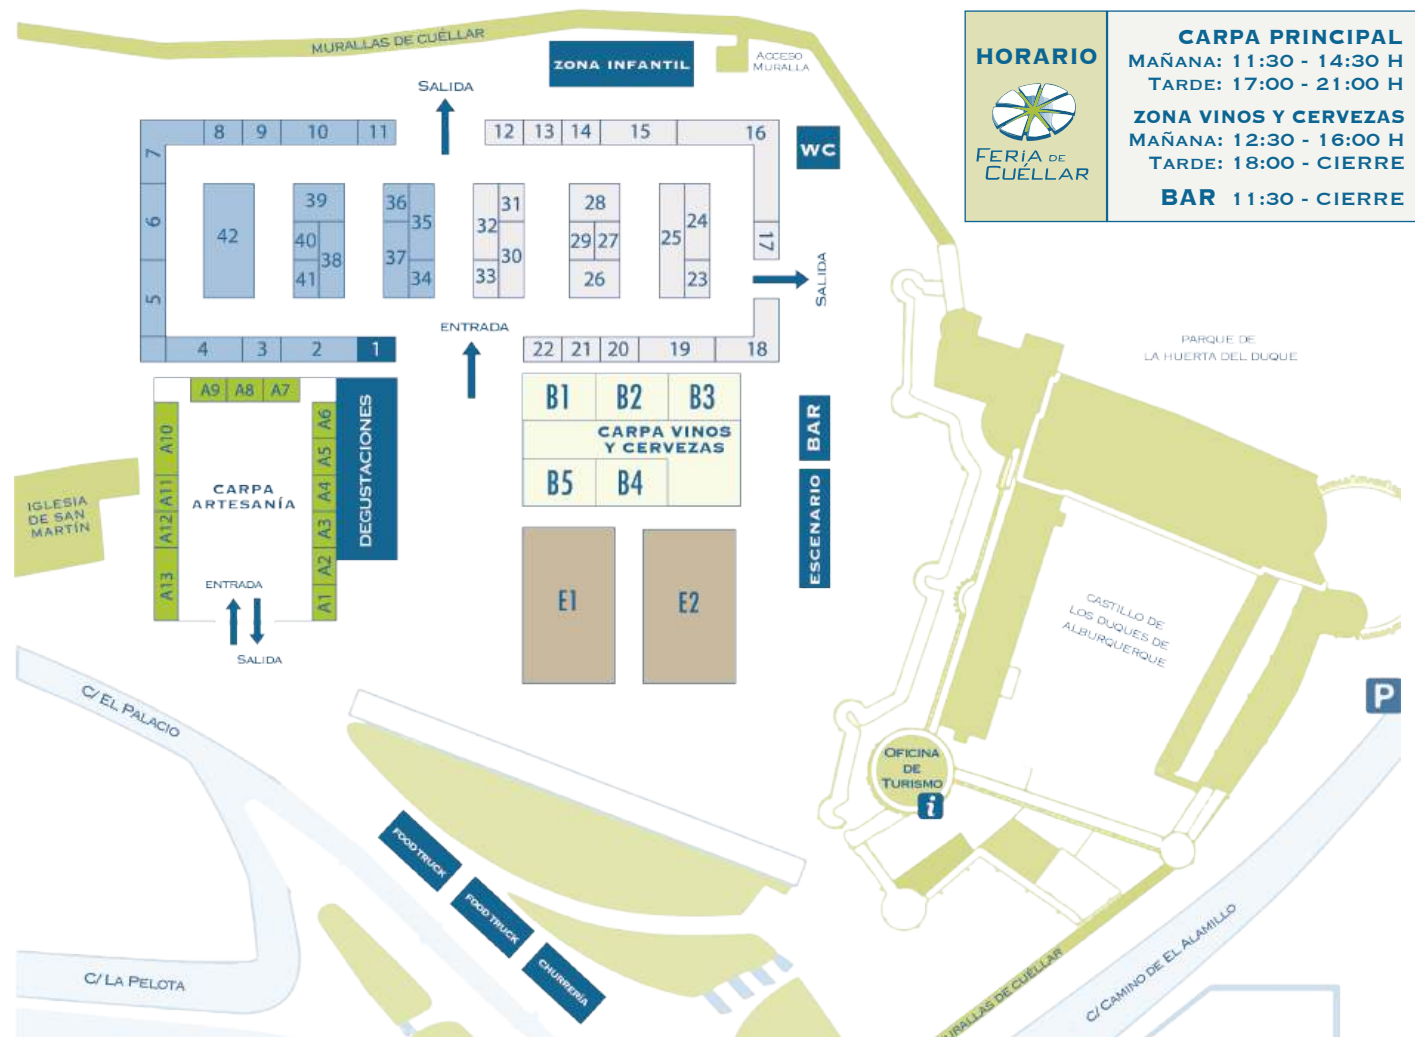 MURALLAS DE CUÉLLAR
ZONA INFANTIL
ACCESO
MURALLA
HORARIO
FERIA DE
CUÉLLAR
CARPA PRINCIPAL
MAÑANA: 11:30 - 14:30 H
TARDE: 17:00 - 21:00 H
ZONA VINOS Y CERVEZAS
MAÑANA: 12:30 - 16:00 H
TARDE: 18:00 - CIERRE
BAR 11:30 - CIERRE
SALIDA
8 9 10 11
12 13 14 15 16
WC
7
6
5
42
39
40
38
41
36
35
37
34
31
32
30
33
28
29 27
26
24
25
23
17
SALIDA
ENTRADA
4 3 2 1
22 21 20 19 18
A9 A8 A7
A10
A11
A12
A13
A6
A5
A4
A3
A2
A1
CARPA
ARTESANÍA
DEGUSTACIONES
ENTRADA
SALIDA
B1 B2 B3
CARPA VINOS
Y CERVEZAS
B5 B4
E1
E2
BAR
ESCENARIO
IGLESIA
DE SAN
MARTÍN
PARQUE DE
LA HUERTA DEL DUQUE
CASTILLO DE
LOS DUQUES DE
ALBURQUERQUE
P
OFICINA
DE
TURISMO
i
C/ EL PALACIO
C/ LA PELOTA
FOOD TRUCK
FOOD TRUCK
CHURRERÍA
URALLAS DE CUÉLLAR
C/ CAMINO DE EL ALAMILLO